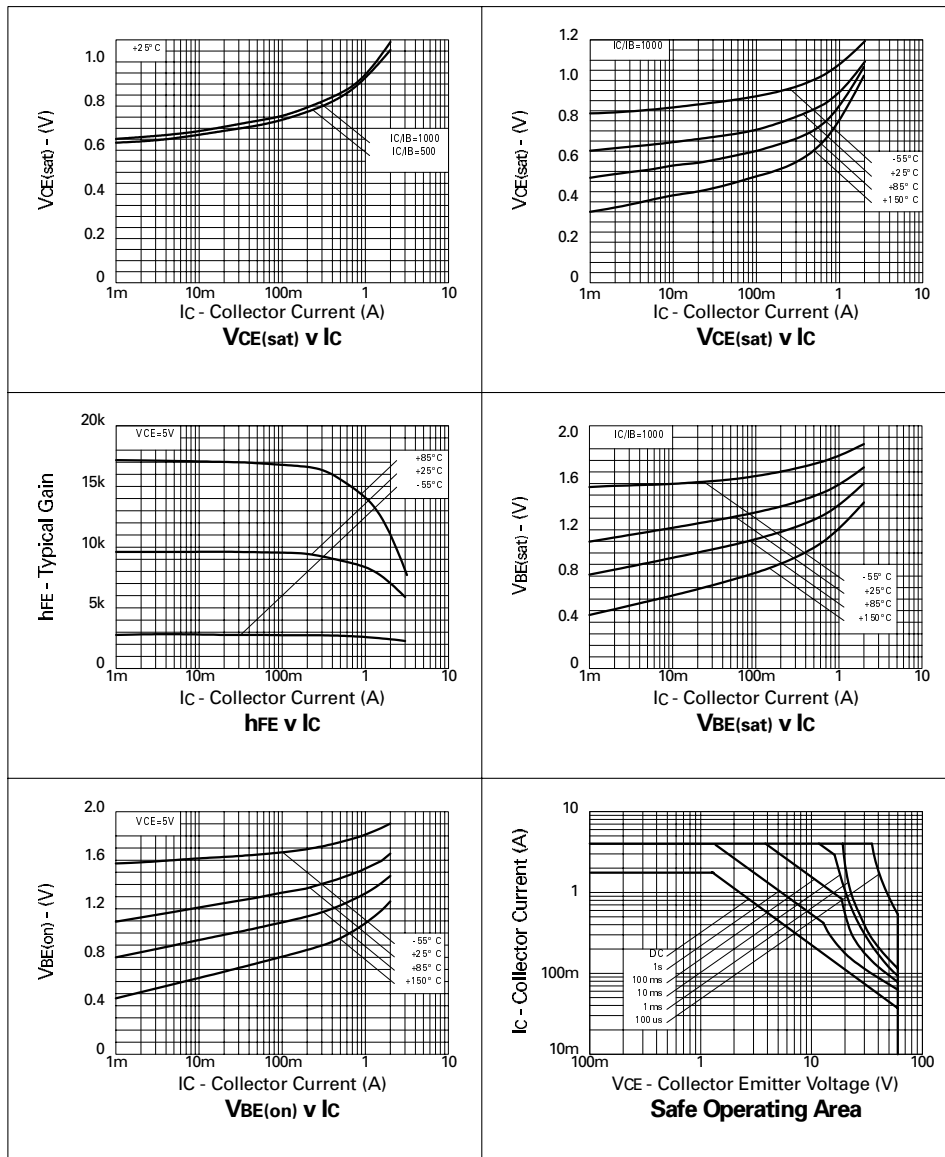 +25°C
1.0
0.8
0.6
0.4
0.2
0
VCE(sat) - (V)
IC/IB=1000
IC/IB=500
1m 10m 100m 1 10
IC - Collector Current (A)
VCE(sat) v IC
IC/IB=1000
1.2
1.0
0.8
0.6
0.4
0.2
0
VCE(sat) - (V)
-55°C
+25°C
+85°C
+150°C
1m 10m 100m 1 10
IC - Collector Current (A)
VCE(sat) v IC
VCE=5V
20k
15k
10k
5k
0
hFE - Typical Gain
+85°C
+25°C
-55°C
1m 10m 100m 1 10
IC - Collector Current (A)
hFE v IC
IC/IB=1000
2.0
1.6
1.2
0.8
0.4
0
VBE(sat) - (V)
-55°C
+25°C
+85°C
+150°C
1m 10m 100m 1 10
IC - Collector Current (A)
VBE(sat) v IC
VCE=5V
2.0
1.6
1.2
0.8
0.4
0
VBE(on) - (V)
-55°C
+25°C
+85°C
+150°C
1m 10m 100m 1 10
IC - Collector Current (A)
VBE(on) v IC
10
1
100m
10m
IC - Collector Current (A)
DC
1s
100ms
10ms
1ms
100us
100m 1 10 100
VCE - Collector Emitter Voltage (V)
Safe Operating Area